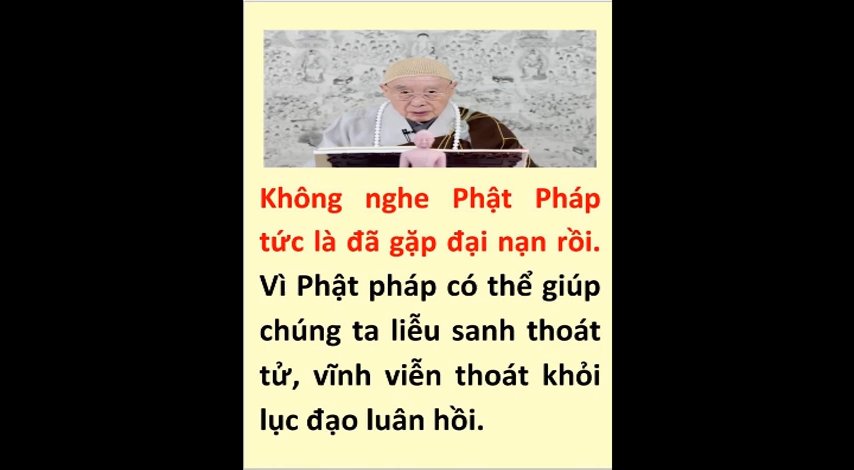 Không nghe Phật Pháp
tức là đã gặp đại nạn rồi.
Vì Phật pháp có thể giúp
chúng ta liễu sanh thoát
tử, vĩnh viễn thoát khỏi
lục đạo luân hồi.